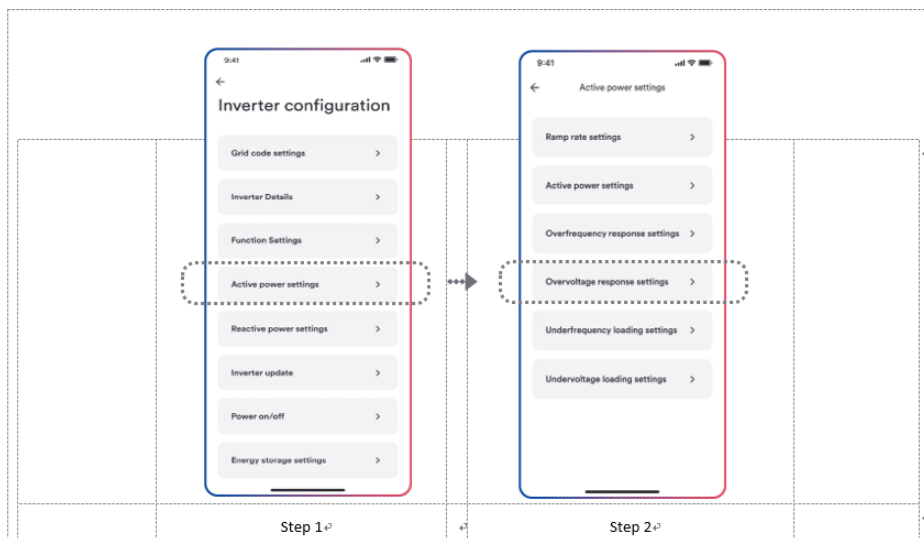 9:41
Inverter configuration
Grid code settings
Inverter Details
Function Settings
Active power settings
Reactive power settings
Inverter update
Power on/off
Energy storage settings
Step 1
9:41
Active power settings
Ramp rate settings
Active power settings
Overfrequency response settings
Overvoltage response settings
Underfrequency loading settings
Undervoltage loading settings
Step 2